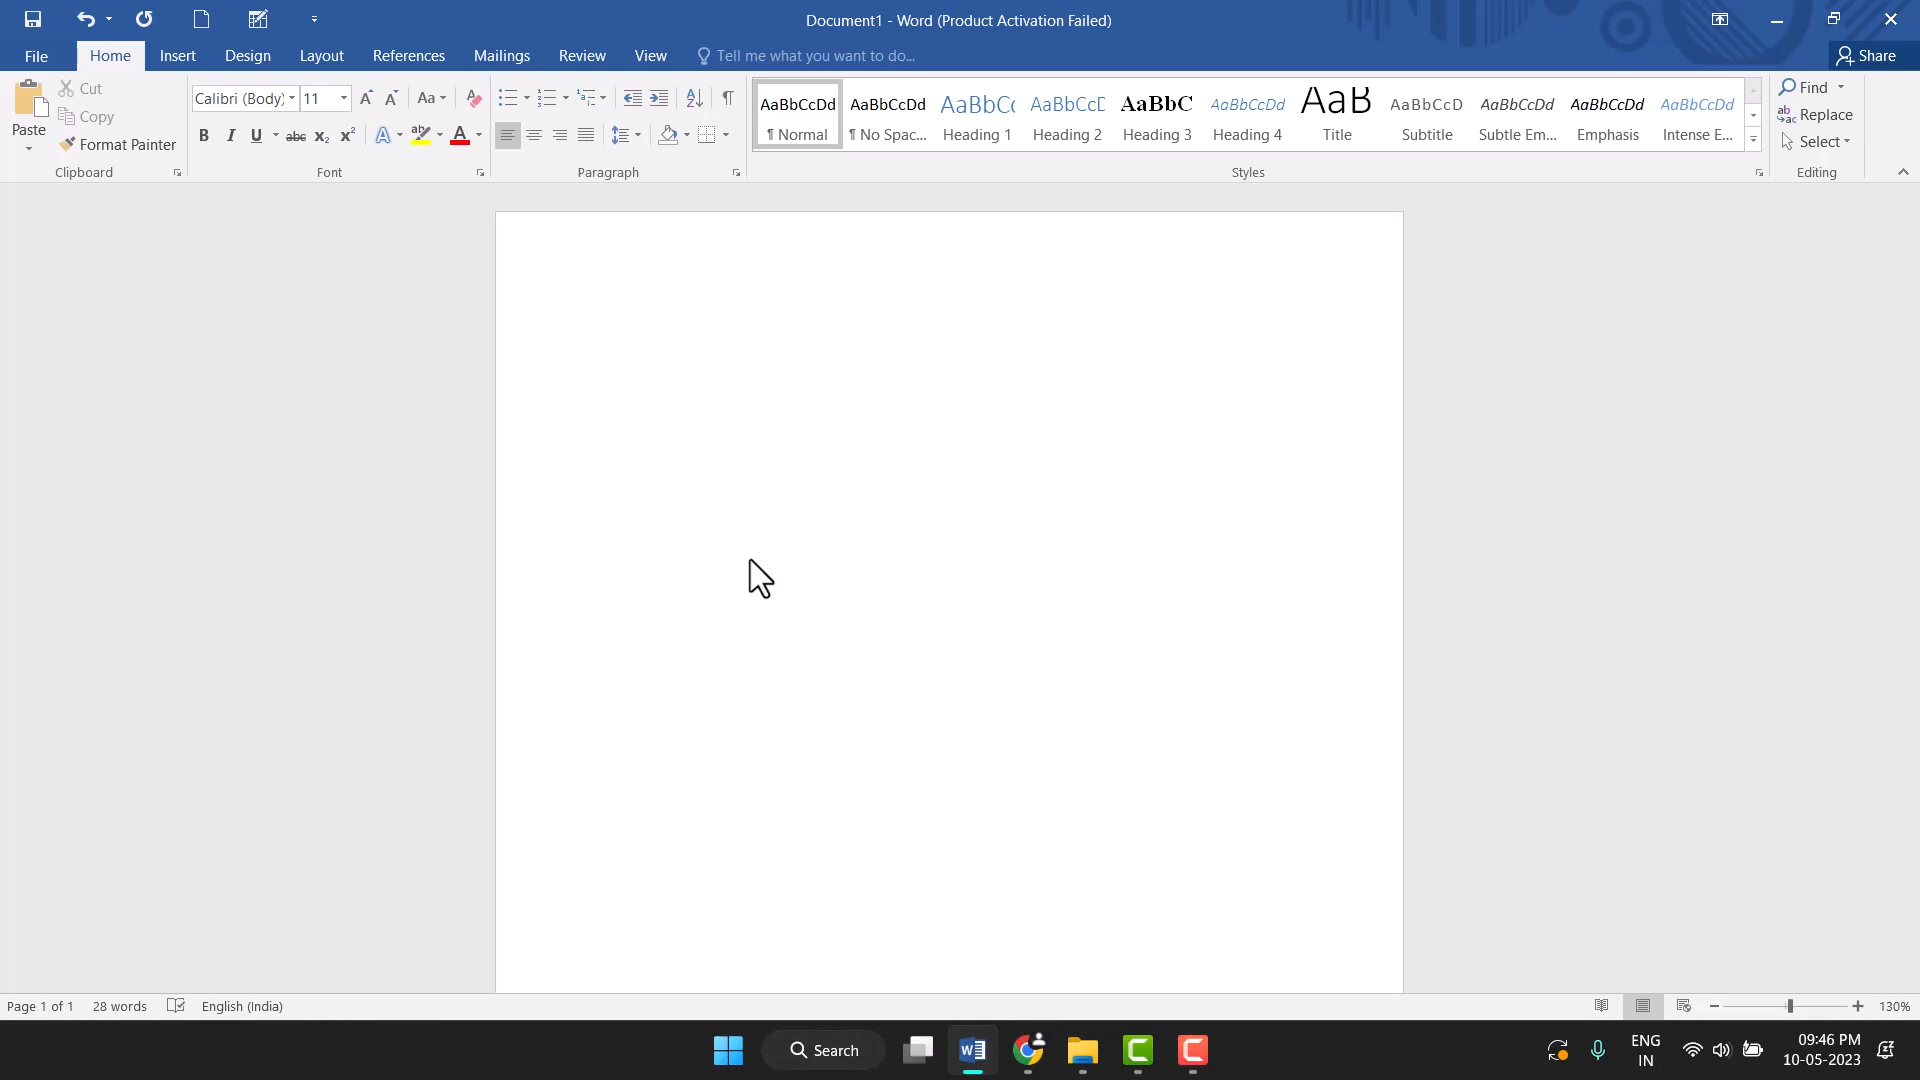 Document1 - Word (Product Activation Failed)
File Home Insert Design Layout References Mailings Review View Tell me what you want to do... Share
Paste
Cut
Copy
Format Painter
Clipboard
Calibri (Body) 11
Aa
B I U abc X₂ X² A ab A
Font
Paragraph
AaBbCcDd AaBbCcDd AaBbC AaBbCcD AaBbC AaBbCcDd AaB AaBbCcD AaBbCcDd AaBbCcDd AaBbCcDd
¶ Normal ¶ No Spac... Heading 1 Heading 2 Heading 3 Heading 4 Title Subtitle Subtle Em... Emphasis Intense E...
Styles
Find
Replace
Select
Editing
Page 1 of 1 28 words English (India) 130%
Search
ENG
IN
09:46 PM
10-05-2023